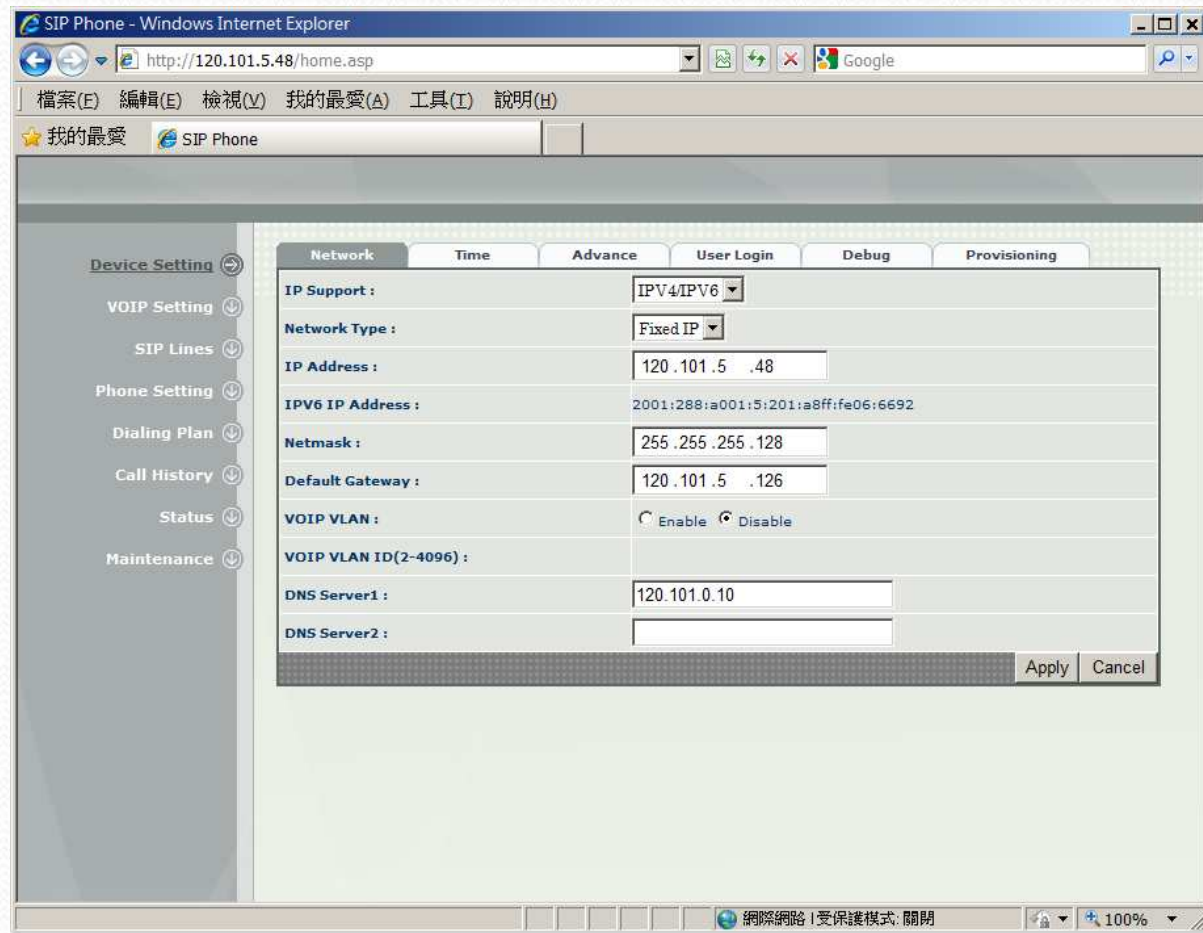 SIP Phone - Windows Internet Explorer
http://120.101.5.48/home.asp
Google
檔案(F) 編輯(E) 檢視(V) 我的最愛(A) 工具(T) 說明(H)
我的最愛 SIP Phone
Device Setting
VOIP Setting
SIP Lines
Phone Setting
Dialing Plan
Call History
Status
Maintenance
Network Time Advance User Login Debug Provisioning
IP Support : IPV4/IPV6
Network Type : Fixed IP
IP Address : 120 .101 .5 .48
IPV6 IP Address : 2001:288:a001:5:201:a8ff:fe06:6692
Netmask : 255 .255 .255 .128
Default Gateway : 120 .101 .5 .126
VOIP VLAN : Enable Disable
VOIP VLAN ID(2-4096) :
DNS Server1 : 120.101.0.10
DNS Server2 :
Apply Cancel
網際網路 | 受保護模式: 關閉 100%